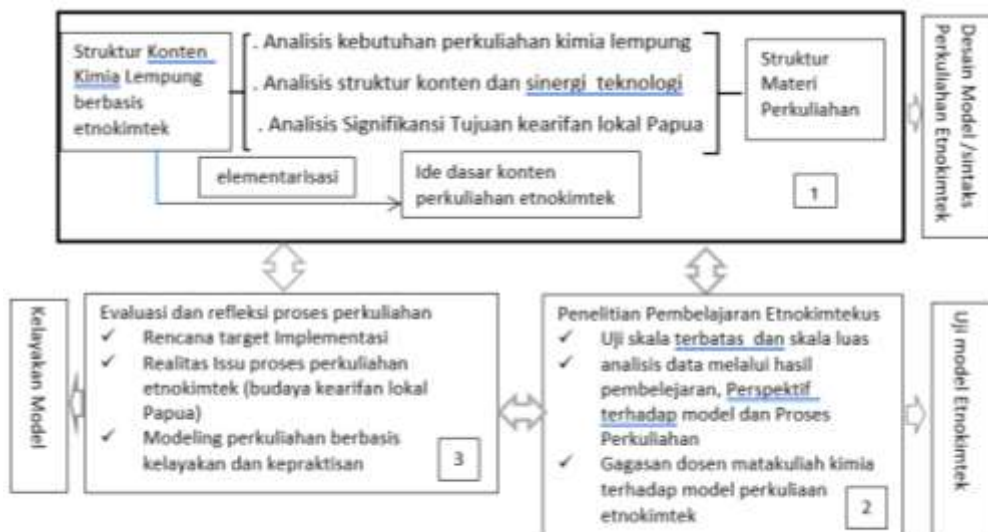 Struktur Konten
Kimia Lempung
berbasis
etnokimtek
. Analisis kebutuhan perkuliahan kimia lempung
. Analisis struktur konten dan sinergi teknologi
. Analisis Signifikansi Tujuan kearifan lokal Papua
Struktur
Materi
Perkuliahan
elementarisasi
Ide dasar konten
perkuliahan etnokimtek
1
Desain Model /sintaks
Perkuliahan Etnokimtek
Kelayakan Model
Evaluasi dan refleksi proses perkuliahan
✓ Rencana target Implementasi
✓ Realitas Issu proses perkuliahan
etnokimtek (budaya kearifan lokal
Papua)
✓ Modeling perkuliahan berbasis
kelayakan dan kepraktisan
3
Penelitian Pembelajaran Etnokimtekus
✓ Uji skala terbatas dan skala luas
✓ analisis data melalui hasil
pembelejaran, Perspektif
terhadap model dan Proses
Perkuliahan
✓ Gagasan dosen matakuliah kimia
terhadap model perkuliaan
etnokimtek
2
Uji model Etnokimtek